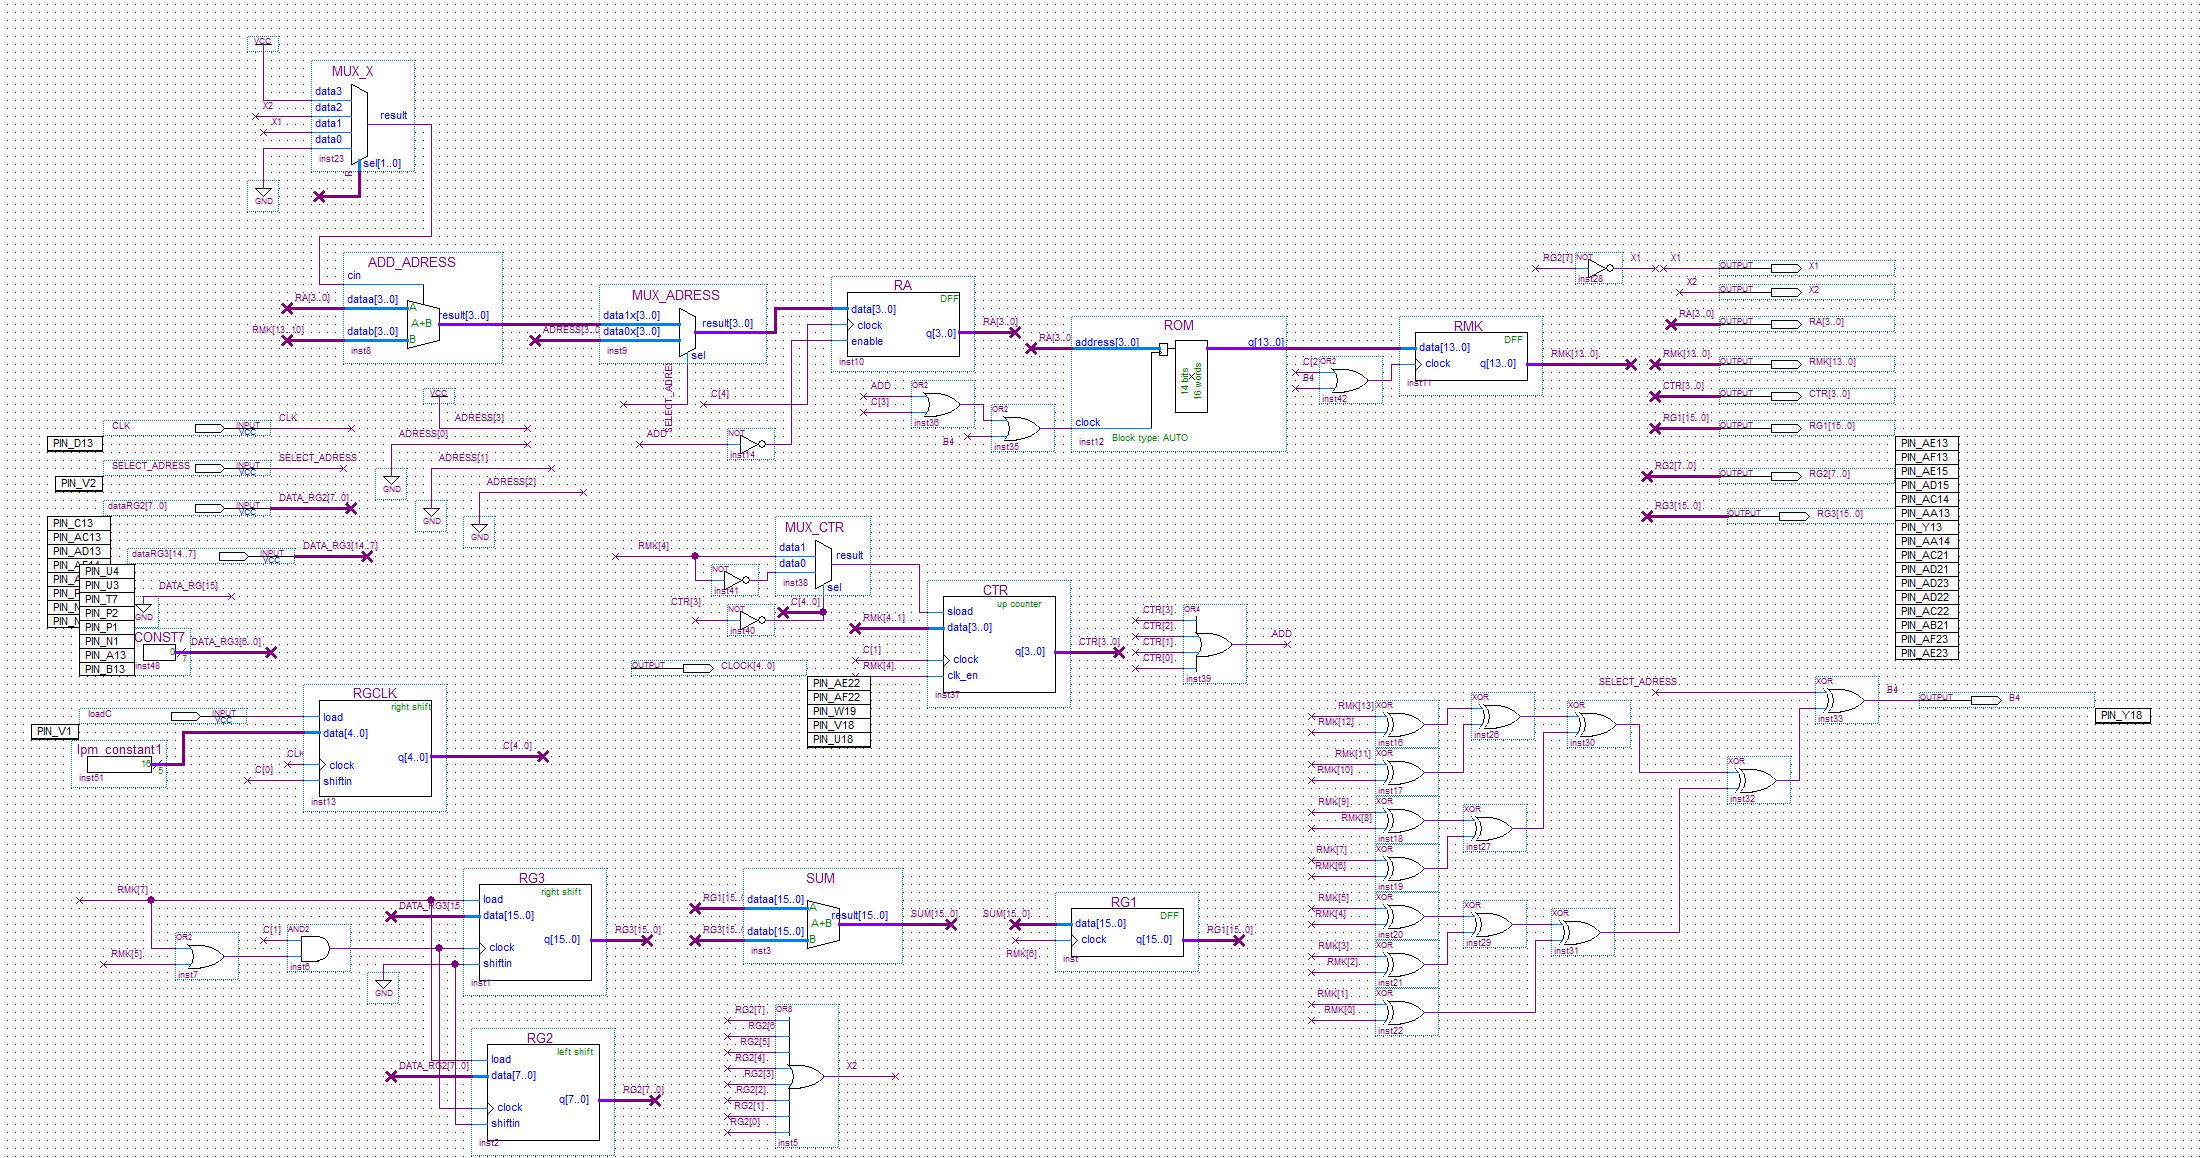 VCC
MUX_X
data3
X2
data2
X1
data1
data0
result
inst23
sel[1..0]
GND
ADD_ADRESS
cin
RA[3..0]
dataa[3..0]
A
A+B
result[3..0]
RMK[13..10]
datab[3..0]
B
inst8
MUX_ADRESS
data1x[3..0]
ADRESS[3..0
data0x[3..0]
result[3..0]
inst9
sel
SELECT_ADRES
RA
DFF
data[3..0]
clock
enable
q[3..0]
inst10
RA[3..0]
C[4]
ADD
NOT
inst14
ROM
RA[3..0
address[3..0]
q[13..0]
14 bits
16 words
clock
inst12
Block type: AUTO
ADD
C[3]
OR2
inst36
OR2
B4
inst35
C[2
OR2
B4
inst42
RMK
DFF
data[13..0]
clock
q[13..0]
inst11
RMK[13..0]
RG2[7]
NOT
inst28
X1
X1
OUTPUT
X1
X2
OUTPUT
X2
RA[3..0]
OUTPUT
RA[3..0]
RMK[13..0]
OUTPUT
RMK[13..0]
CTR[3..0]
OUTPUT
CTR[3..0]
RG1[15..0]
OUTPUT
RG1[15..0]
RG2[7..0]
OUTPUT
RG2[7..0]
RG3[15..0]
OUTPUT
RG3[15..0]
PIN_AE13
PIN_AF13
PIN_AE15
PIN_AD15
PIN_AC14
PIN_AA13
PIN_Y13
PIN_AA14
PIN_AC21
PIN_AD21
PIN_AD23
PIN_AD22
PIN_AC22
PIN_AB21
PIN_AF23
PIN_AE23
VCC
ADRESS[3]
ADRESS[0]
GND
ADRESS[1]
GND
ADRESS[2]
GND
CLK
INPUT
VCC
CLK
PIN_D13
SELECT_ADRESS
INPUT
VCC
SELECT_ADRESS
PIN_V2
dataRG2[7..0]
INPUT
VCC
DATA_RG2[7..0]
PIN_C13
PIN_AC13
PIN_AD13
dataRG3[14..7]
INPUT
VCC
DATA_RG3[14..7]
PIN_U4
PIN_U3
PIN_T7
PIN_P2
PIN_P1
PIN_N1
PIN_A13
PIN_B13
DATA_RG[15]
GND
CONST7
0
7
inst48
DATA_RG3[6..0]
MUX_CTR
RMK[4]
data1
data0
result
inst38
sel
NOT
inst41
CTR[3]
NOT
inst40
C[4..0]
CTR
up counter
sload
RMK[4..1]
data[3..0]
C[1]
clock
RMK[4]
clk_en
q[3..0]
inst37
CTR[3..0]
CTR[3]
CTR[2]
CTR[1]
CTR[0]
OR4
inst39
ADD
OUTPUT
CLOCK[4..0]
PIN_AE22
PIN_AF22
PIN_W19
PIN_V18
PIN_U18
RGCLK
right shift
loadC
INPUT
VCC
load
PIN_V1
data[4..0]
lpm_constant1
16
5
inst51
CLK
clock
C[0]
shiftin
q[4..0]
inst13
C[4..0]
SELECT_ADRESS
XOR
inst33
B4
OUTPUT
B4
PIN_Y18
RMK[13]
RMK[12]
XOR
inst16
XOR
inst26
XOR
inst30
RMK[11]
RMK[10]
XOR
inst17
XOR
inst32
RMK[9]
RMK[8]
XOR
inst18
XOR
inst27
RMK[7]
RMK[6]
XOR
inst19
RMK[5]
RMK[4]
XOR
inst20
XOR
inst29
XOR
inst31
RMK[3]
RMK[2]
XOR
inst21
RMK[1]
RMK[0]
XOR
inst22
RMK[7]
RMK[5]
OR2
inst7
C[1]
AND2
inst6
GND
RG3
right shift
load
DATA_RG3[15..
data[15..0]
clock
shiftin
q[15..0]
inst1
RG3[15..0]
SUM
RG1[15..
dataa[15..0]
A
A+B
result[15..0]
RG3[15..
datab[15..0]
B
inst3
SUM[15..0]
RG1
DFF
SUM[15..0]
data[15..0]
clock
RMK[6]
q[15..0]
inst
RG1[15..0]
RG2
left shift
load
DATA_RG2[7..0]
data[7..0]
q[7..0]
clock
shiftin
inst2
RG2[7..0]
RG2[7]
RG2[6
RG2[5]
RG2[4]
RG2[3]
RG2[2]
RG2[1]
RG2[0]
OR8
inst5
X2